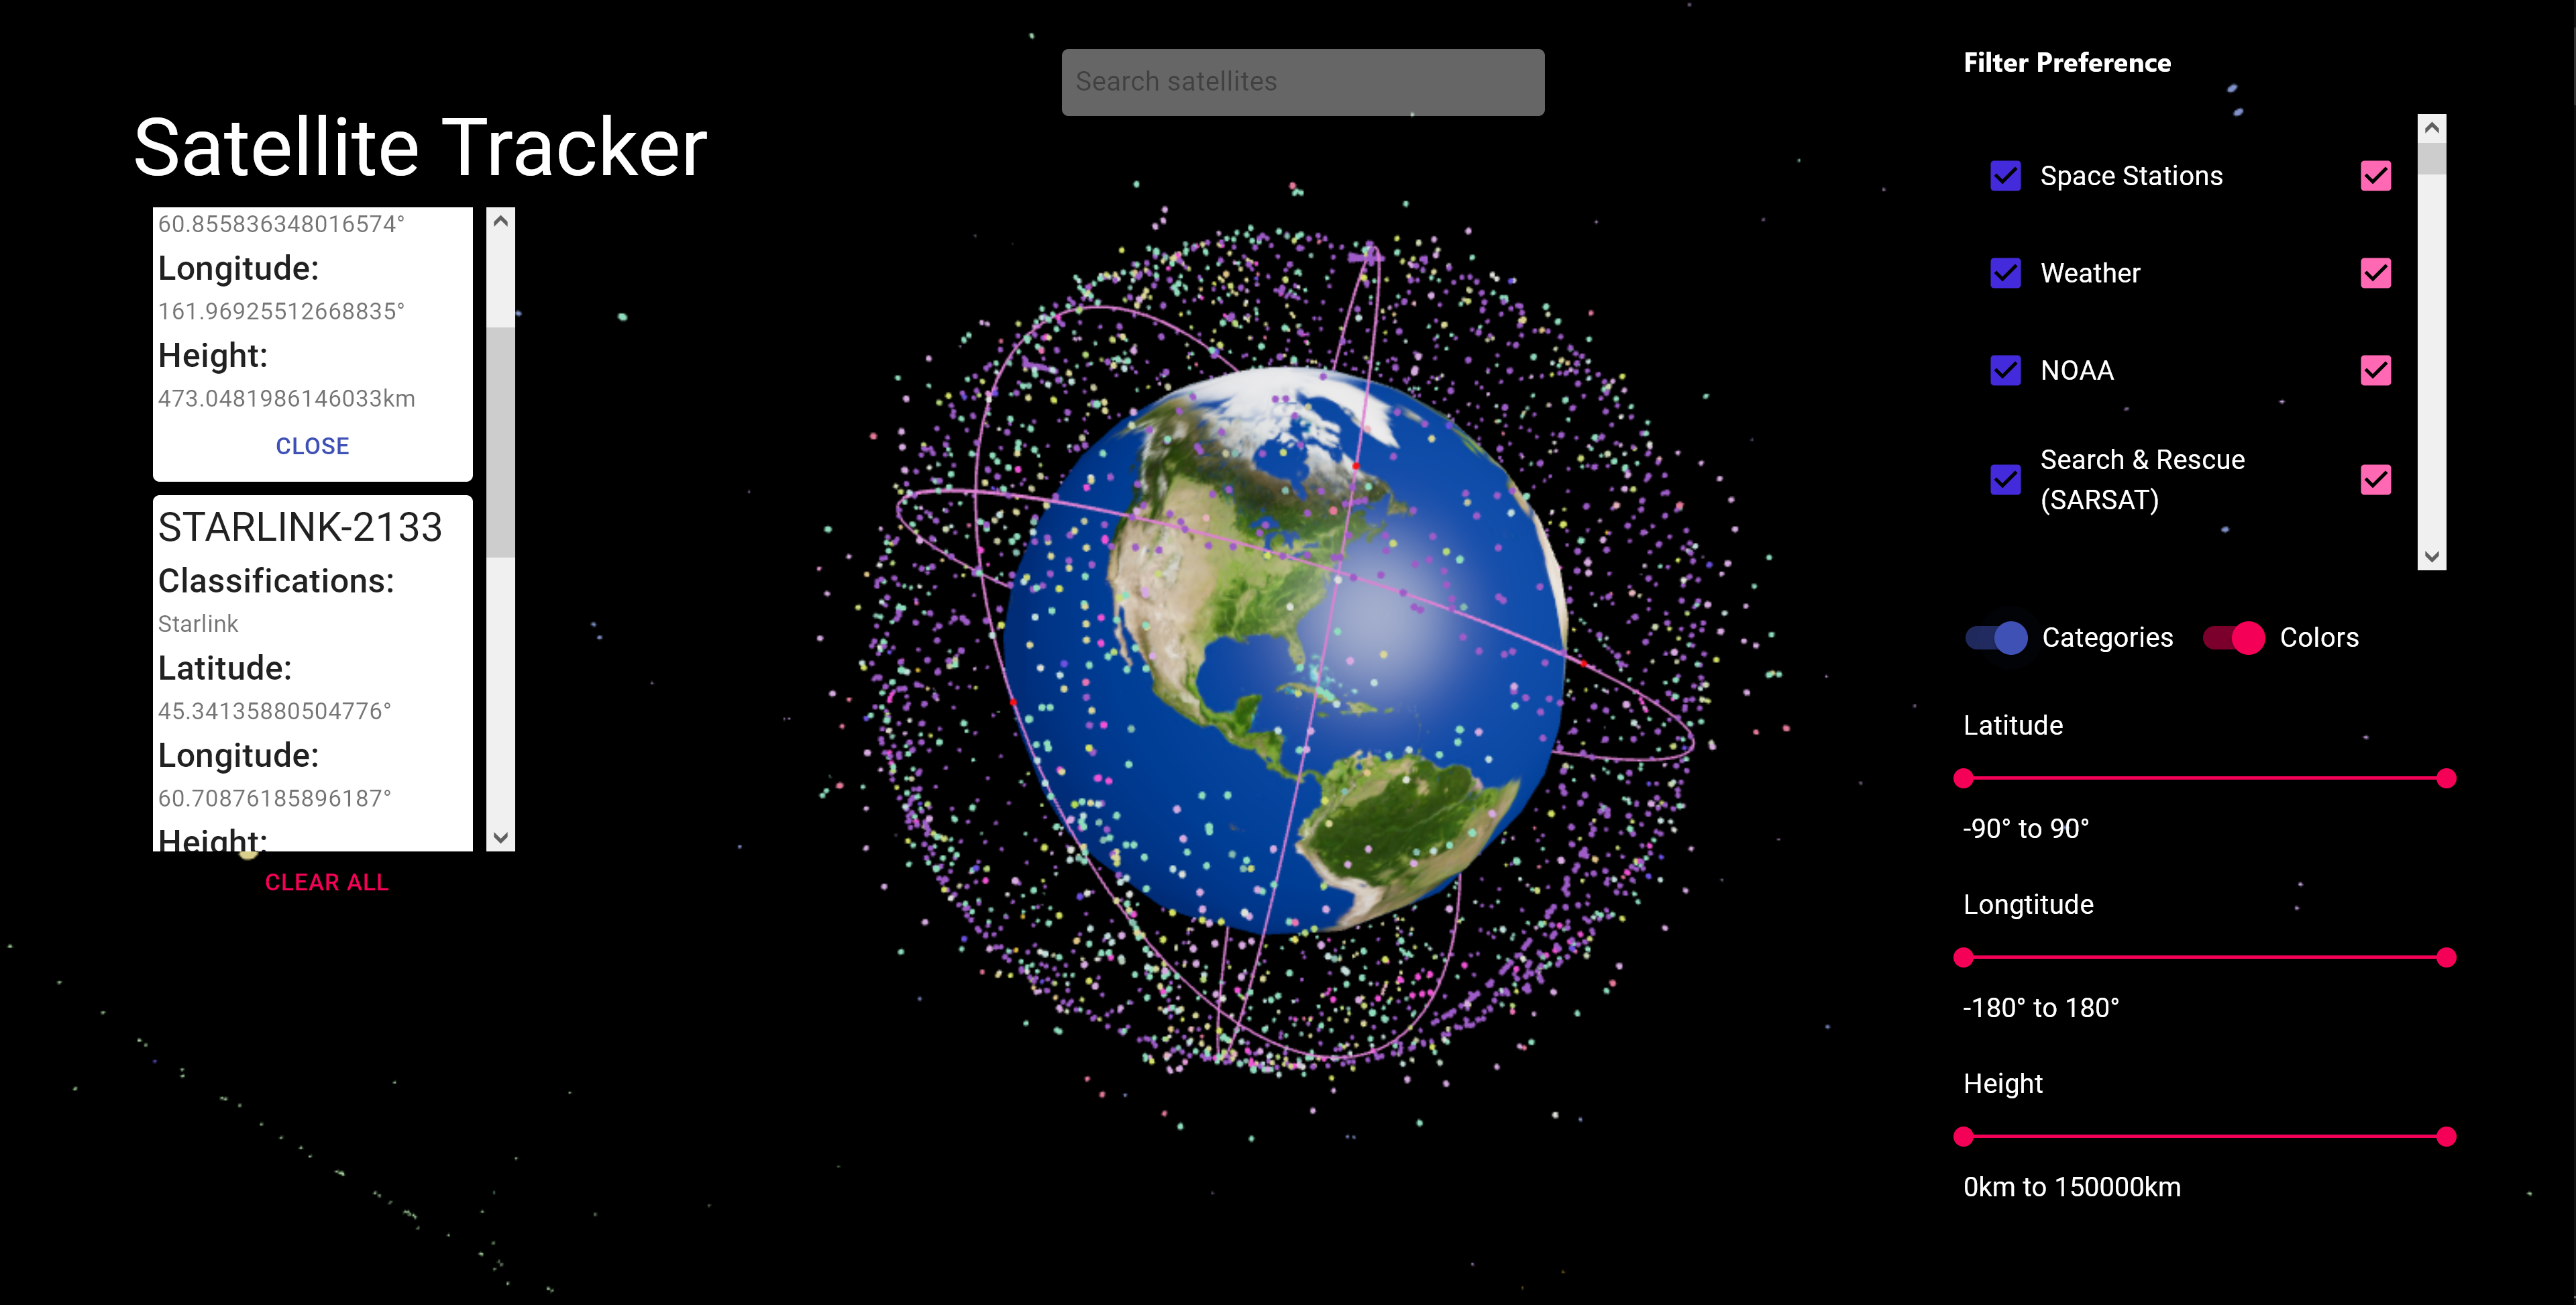 Satellite Tracker
60.855836348016574°
Longitude:
161.96925512668835°
Height:
473.0481986146033km
CLOSE
STARLINK-2133
Classifications:
Starlink
Latitude:
45.34135880504776°
Longitude:
60.70876185896187°
Height:
CLEAR ALL
Search satellites
Filter Preference
Space Stations
Weather
NOAA
Search & Rescue
(SARSAT)
Categories
Colors
Latitude
-90° to 90°
Longtitude
-180° to 180°
Height
0km to 150000km